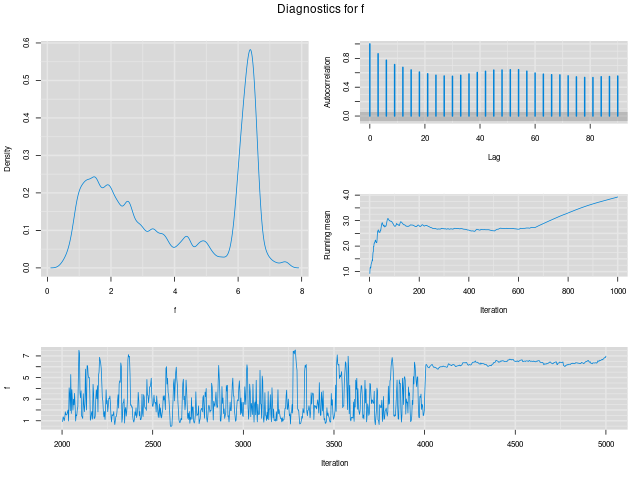 Diagnostics for f
Density
0.0 0.1 0.2 0.3 0.4 0.5 0.6
0 2 4 6 8
f
Autocorrelation
0.0 0.4 0.8
0 20 40 60 80
Lag
Running mean
1.0 2.0 3.0 4.0
0 200 400 600 800 1000
Iteration
f
1 3 5 7
2000 2500 3000 3500 4000 4500 5000
Iteration